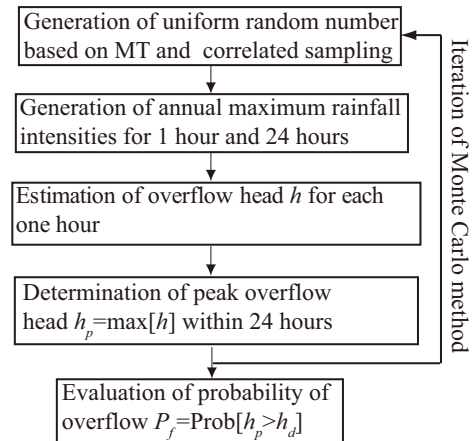 Generation of uniform random number
based on MT and correlated sampling
Generation of annual maximum rainfall
intensities for 1 hour and 24 hours
Estimation of overflow head h for each
one hour
Determination of peak overflow
head hp=max[h] within 24 hours
Evaluation of probability of
overflow Pf=Prob[hp>hd]
Iteration of Monte Carlo method